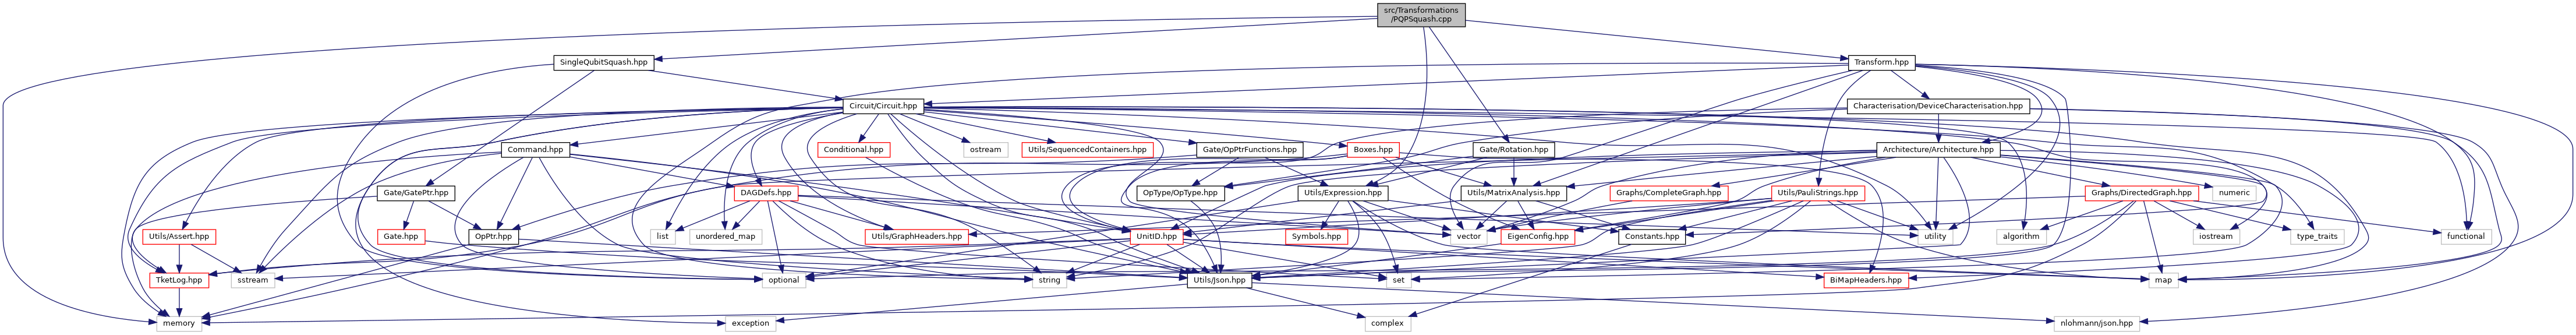 src/Transformations
/PQPSquash.cpp
SingleQubitSquash.hpp
Transform.hpp
Circuit/Circuit.hpp
Characterisation/DeviceCharacterisation.hpp
Command.hpp
Conditional.hpp
ostream
Utils/SequencedContainers.hpp
Gate/OpPtrFunctions.hpp
Boxes.hpp
Gate/Rotation.hpp
Architecture/Architecture.hpp
Gate/GatePtr.hpp
DAGDefs.hpp
OpType/OpType.hpp
Utils/Expression.hpp
Utils/MatrixAnalysis.hpp
Graphs/CompleteGraph.hpp
Utils/PauliStrings.hpp
Graphs/DirectedGraph.hpp
numeric
Utils/Assert.hpp
Gate.hpp
OpPtr.hpp
list
unordered_map
Utils/GraphHeaders.hpp
UnitID.hpp
Symbols.hpp
vector
EigenConfig.hpp
Constants.hpp
utility
algorithm
iostream
type_traits
functional
TketLog.hpp
sstream
optional
string
Utils/Json.hpp
set
BiMapHeaders.hpp
map
memory
exception
complex
nlohmann/json.hpp